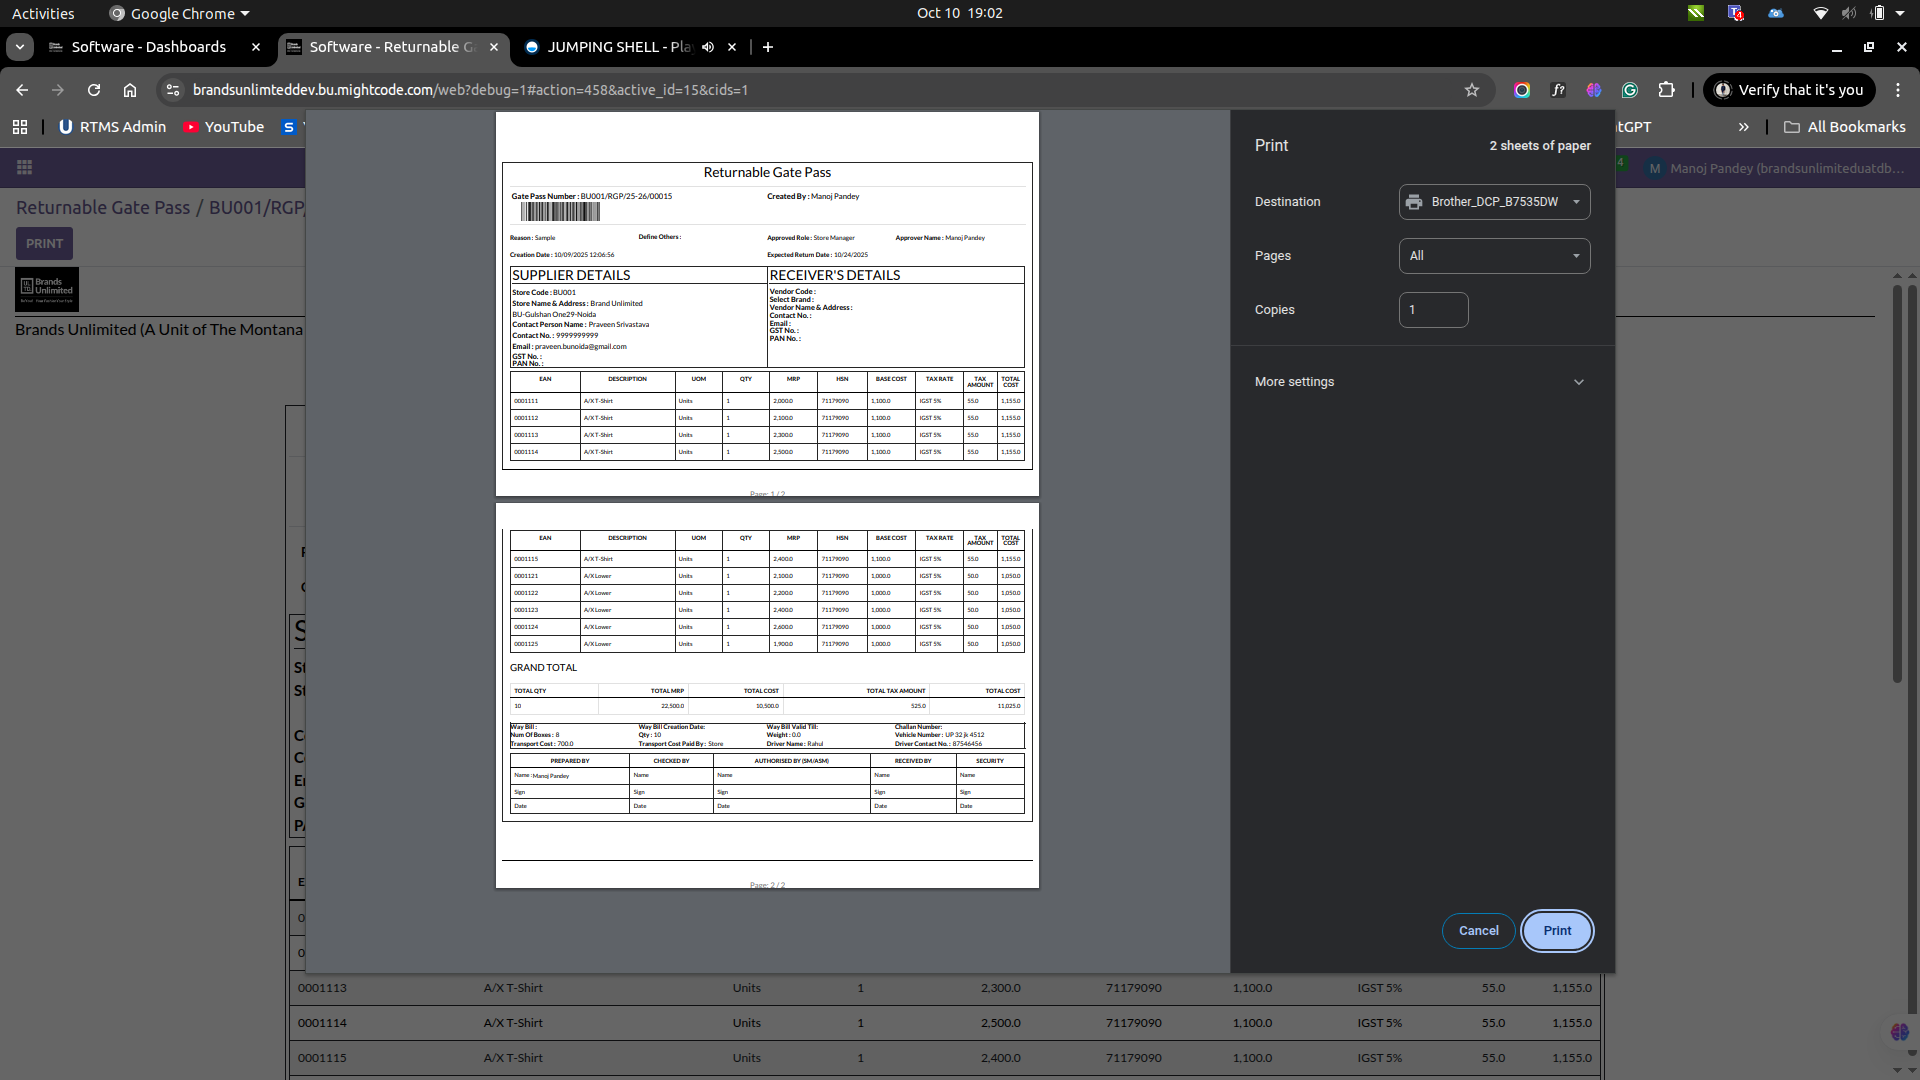 Activities Google Chrome Oct 10 19:02
Software - Dashboards Software - Returnable G JUMPING SHELL - Pla
brandsunlimteddev.bu.mightcode.com/web?debug=1#action=458&active_id=15&cids=1 Verify that it's you
RTMS Admin YouTube tGPT All Bookmarks
4 M Manoj Pandey (brandsunlimiteduatdb...
Returnable Gate Pass / BU001/RGP/
PRINT
Brands Unlimited
Brands Unlimited (A Unit of The Montana
Returnable Gate Pass
Gate Pass Number : BU001/RGP/25-26/00015 Created By : Manoj Pandey
Reason : Sample Define Others : Approved Role : Store Manager Approver Name : Manoj Pandey
Creation Date : 10/09/2025 12:06:56 Expected Return Date : 10/24/2025
SUPPLIER DETAILS RECEIVER'S DETAILS
Store Code : BU001
Store Name & Address : Brand Unlimited
BU-Gulshan One29-Noida
Contact Person Name : Praveen Srivastava
Contact No. : 9999999999
Email : praveen.bunoida@gmail.com
GST No. :
PAN No. :
Vendor Code :
Select Brand :
Vendor Name & Address :
Contact No. :
Email :
GST No. :
PAN No. :
EAN DESCRIPTION UOM QTY MRP HSN BASE COST TAX RATE TAX AMOUNT TOTAL COST
0001111 A/X T-Shirt Units 1 2,000.0 71179090 1,100.0 IGST 5% 55.0 1,155.0
0001112 A/X T-Shirt Units 1 2,100.0 71179090 1,100.0 IGST 5% 55.0 1,155.0
0001113 A/X T-Shirt Units 1 2,300.0 71179090 1,100.0 IGST 5% 55.0 1,155.0
0001114 A/X T-Shirt Units 1 2,500.0 71179090 1,100.0 IGST 5% 55.0 1,155.0
Page: 1 / 2
EAN DESCRIPTION UOM QTY MRP HSN BASE COST TAX RATE TAX AMOUNT TOTAL COST
0001115 A/X T-Shirt Units 1 2,400.0 71179090 1,100.0 IGST 5% 55.0 1,155.0
0001121 A/X Lower Units 1 2,100.0 71179090 1,000.0 IGST 5% 50.0 1,050.0
0001122 A/X Lower Units 1 2,200.0 71179090 1,000.0 IGST 5% 50.0 1,050.0
0001123 A/X Lower Units 1 2,400.0 71179090 1,000.0 IGST 5% 50.0 1,050.0
0001124 A/X Lower Units 1 2,600.0 71179090 1,000.0 IGST 5% 50.0 1,050.0
0001125 A/X Lower Units 1 1,900.0 71179090 1,000.0 IGST 5% 50.0 1,050.0
GRAND TOTAL
TOTAL QTY TOTAL MRP TOTAL COST TOTAL TAX AMOUNT TOTAL COST
10 22,500.0 10,500.0 525.0 11,025.0
Way Bill : Way Bill Creation Date: Way Bill Valid Till: Challan Number:
Num Of Boxes : 8 Qty : 10 Weight : 0.0 Vehicle Number : UP 32 jk 4512
Transport Cost : 700.0 Transport Cost Paid By : Store Driver Name : Rahul Driver Contact No. : 87546456
PREPARED BY CHECKED BY AUTHORISED BY (SM/ASM) RECEIVED BY SECURITY
Name : Manoj Pandey Name Name Name Name
Sign Sign Sign Sign Sign
Date Date Date Date Date
Page: 2 / 2
Print 2 sheets of paper
Destination Brother_DCP_B7535DW
Pages All
Copies 1
More settings
Cancel Print
0001113 A/X T-Shirt Units 1 2,300.0 71179090 1,100.0 IGST 5% 55.0 1,155.0
0001114 A/X T-Shirt Units 1 2,500.0 71179090 1,100.0 IGST 5% 55.0 1,155.0
0001115 A/X T-Shirt Units 1 2,400.0 71179090 1,100.0 IGST 5% 55.0 1,155.0